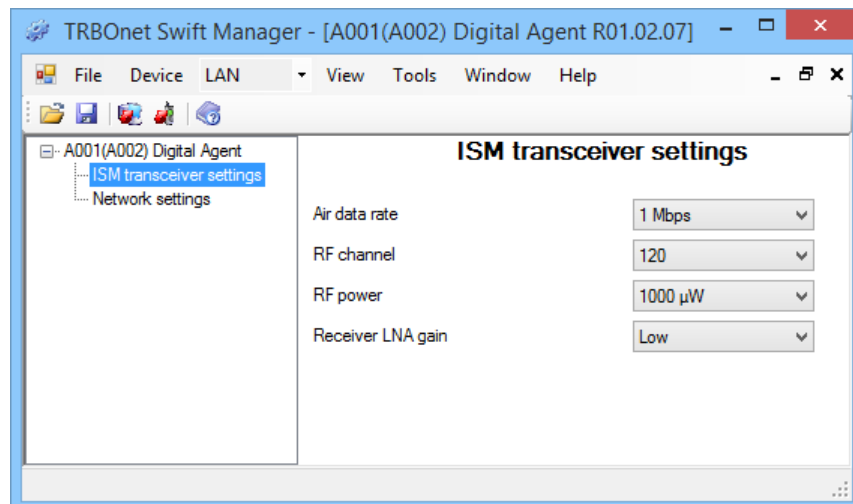 TRBOnet Swift Manager - [A001(A002) Digital Agent R01.02.07]
File Device LAN View Tools Window Help
A001(A002) Digital Agent
ISM transceiver settings
Network settings
ISM transceiver settings
Air data rate 1 Mbps
RF channel 120
RF power 1000 µW
Receiver LNA gain Low